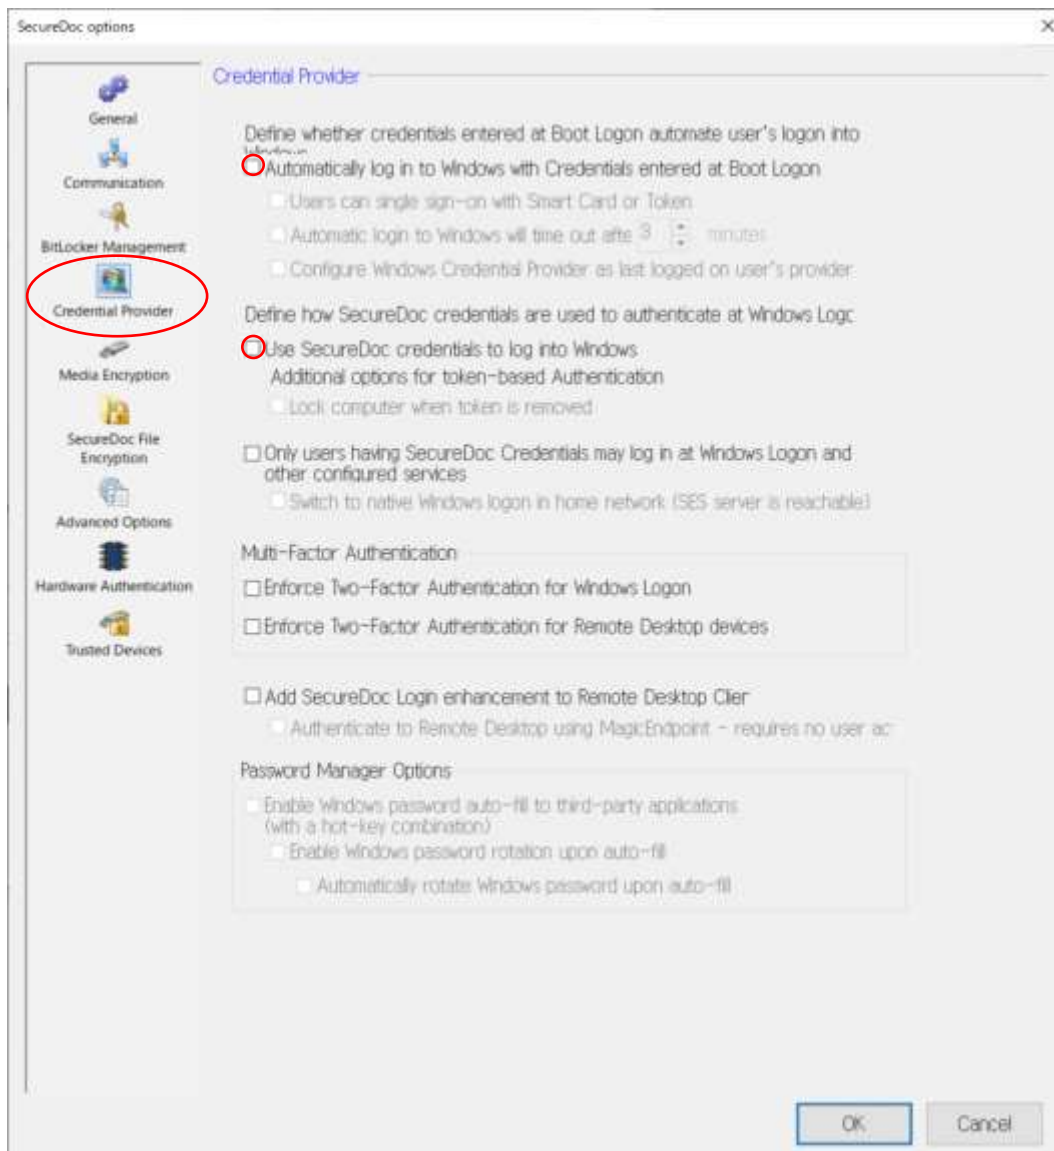 SecureDoc options
General
Communication
BitLocker Management
Credential Provider
Media Encryption
SecureDoc File
Encryption
Advanced Options
Hardware Authentication
Trusted Devices
Credential Provider
Define whether credentials entered at Boot Logon automate user's logon into
Windows
Automatically log in to Windows with Credentials entered at Boot Logon
Users can single sign-on with Smart Card or Token
Automatic login to Windows will time out afte 3 minutes
Configure Windows Credential Provider as last logged on user's provider
Define how SecureDoc credentials are used to authenticate at Windows Logc
Use SecureDoc credentials to log into Windows
Additional options for token-based Authentication
Lock computer when token is removed
Only users having SecureDoc Credentials may log in at Windows Logon and
other configured services
Switch to native Windows logon in home network (SES server is reachable)
Multi-Factor Authentication
Enforce Two-Factor Authentication for Windows Logon
Enforce Two-Factor Authentication for Remote Desktop devices
Add SecureDoc Login enhancement to Remote Desktop Clier
Authenticate to Remote Desktop using MagicEndpoint - requires no user ac
Password Manager Options
Enable Windows password auto-fill to third-party applications
(with a hot-key combination)
Enable Windows password rotation upon auto-fill
Automatically rotate Windows password upon auto-fill
OK
Cancel